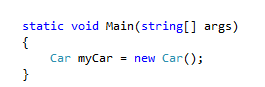 static void Main(string[] args)
{
    Car myCar = new Car();
}